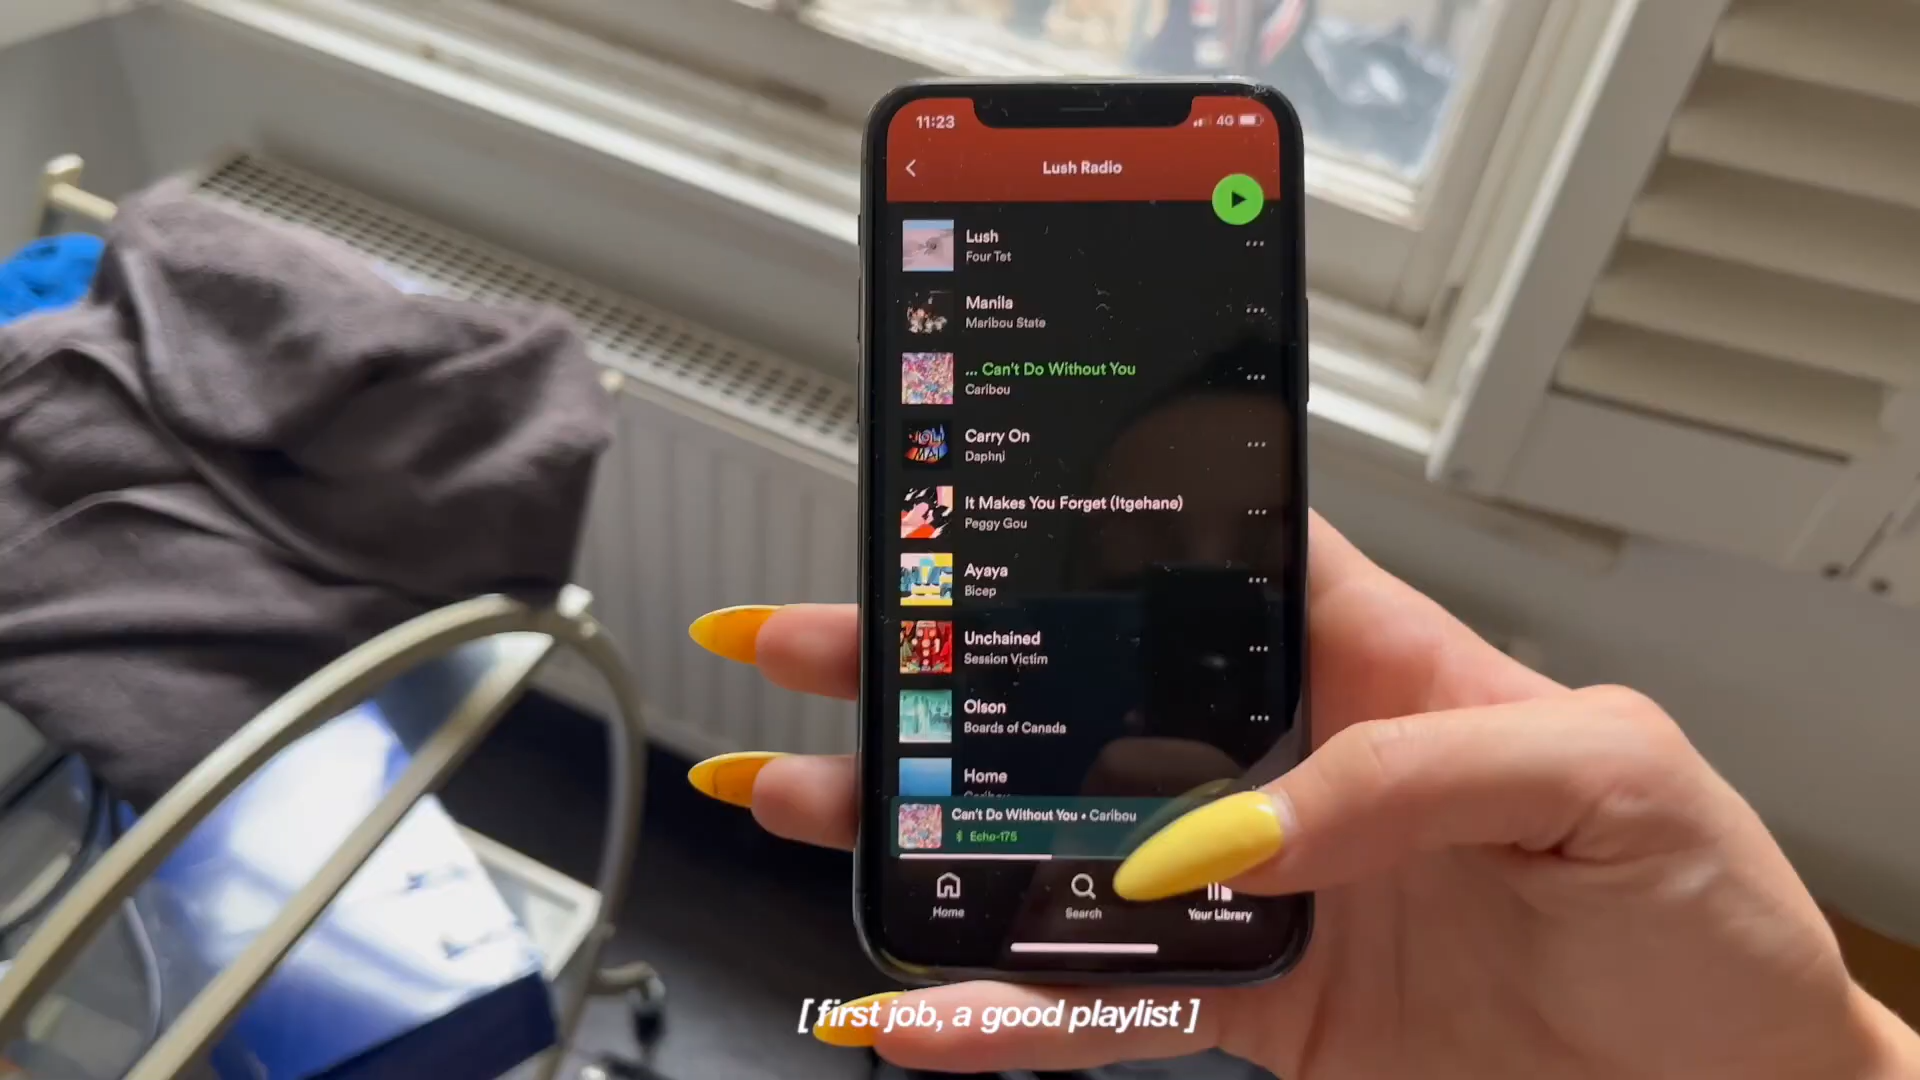 11:23
4G
Lush Radio
Lush
Four Tet
Manila
Maribou State
... Can't Do Without You
Caribou
Carry On
Daphni
It Makes You Forget (Itgehane)
Peggy Gou
Ayaya
Bicep
Unchained
Session Victim
Olson
Boards of Canada
Home
Caribou
Can't Do Without You • Caribou
Echo-175
Home
Search
Your Library
[ first job, a good playlist ]